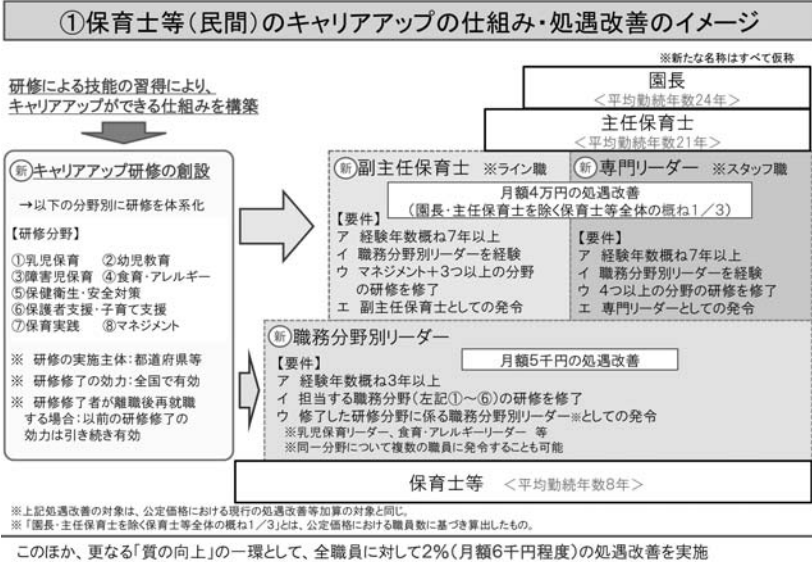 ①保育士等（民間）のキャリアアップの仕組み・処遇改善のイメージ
※新たな名称はすべて仮称
研修による技能の習得により、
キャリアアップができる仕組みを構築
園長
＜平均勤続年数24年＞
主任保育士
＜平均勤続年数21年＞
新 キャリアアップ研修の創設
→以下の分野別に研修を体系化
【研修分野】
①乳児保育　②幼児教育
③障害児保育　④食育・アレルギー
⑤保健衛生・安全対策
⑥保護者支援・子育て支援
⑦保育実践　⑧マネジメント
※ 研修の実施主体：都道府県等
※ 研修修了の効力：全国で有効
※ 研修修了者が離職後再就職
する場合：以前の研修修了の
効力は引き続き有効
新 副主任保育士　※ライン職
新 専門リーダー　※スタッフ職
月額4万円の処遇改善
（園長・主任保育士を除く保育士等全体の概ね1／3）
【要件】
ア 経験年数概ね7年以上
イ 職務分野別リーダーを経験
ウ マネジメント＋3つ以上の分野
の研修を修了
エ 副主任保育士としての発令
【要件】
ア 経験年数概ね7年以上
イ 職務分野別リーダーを経験
ウ 4つ以上の分野の研修を修了
エ 専門リーダーとしての発令
新 職務分野別リーダー
月額5千円の処遇改善
【要件】
ア 経験年数概ね3年以上
イ 担当する職務分野（左記①～⑥）の研修を修了
ウ 修了した研修分野に係る職務分野別リーダー※としての発令
※乳児保育リーダー、食育・アレルギーリーダー　等
※同一分野について複数の職員に発令することも可能
保育士等　＜平均勤続年数8年＞
※上記処遇改善の対象は、公定価格における現行の処遇改善等加算の対象と同じ。
※「園長・主任保育士を除く保育士等全体の概ね1／3」とは、公定価格における職員数に基づき算出したもの。
このほか、更なる「質の向上」の一環として、全職員に対して2％（月額6千円程度）の処遇改善を実施